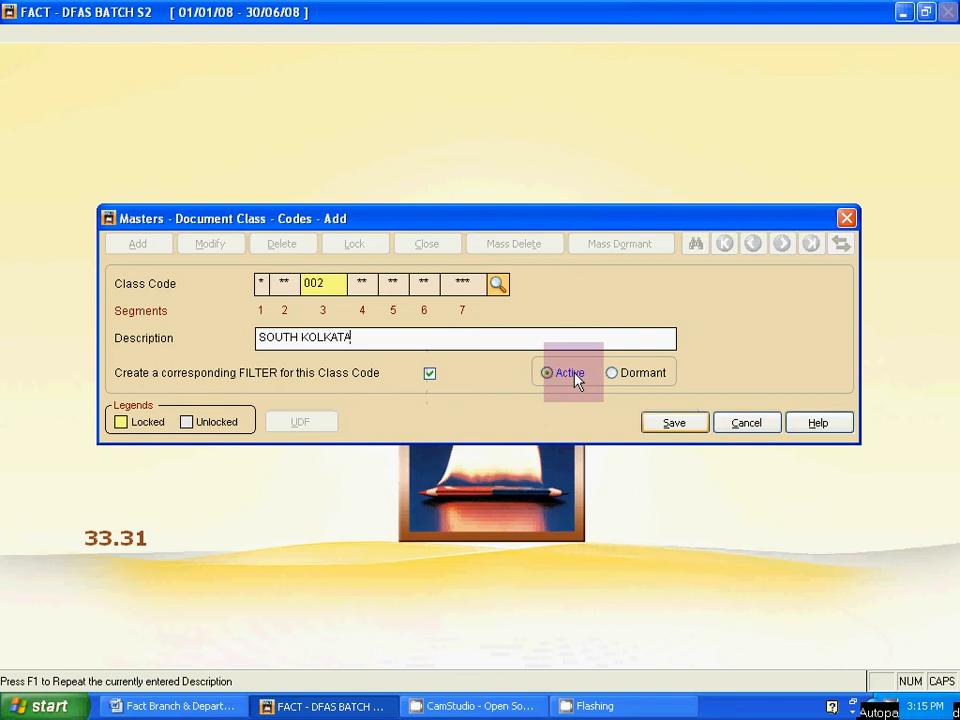 FACT - DFAS BATCH S2 [ 01/01/08 - 30/06/08 ]
Masters - Document Class - Codes - Add
Add Modify Delete Lock Close Mass Delete Mass Dormant
Class Code * ** 002 ** ** ** ***
Segments 1 2 3 4 5 6 7
Description SOUTH KOLKATA
Create a corresponding FILTER for this Class Code Active Dormant
Legends
Locked Unlocked UDF Save Cancel Help
33.31
Press F1 to Repeat the currently entered Description NUM CAPS
start Fact Branch & Depart... FACT - DFAS BATCH ... CamStudio - Open So... Flashing 3:15 PM
Autopa